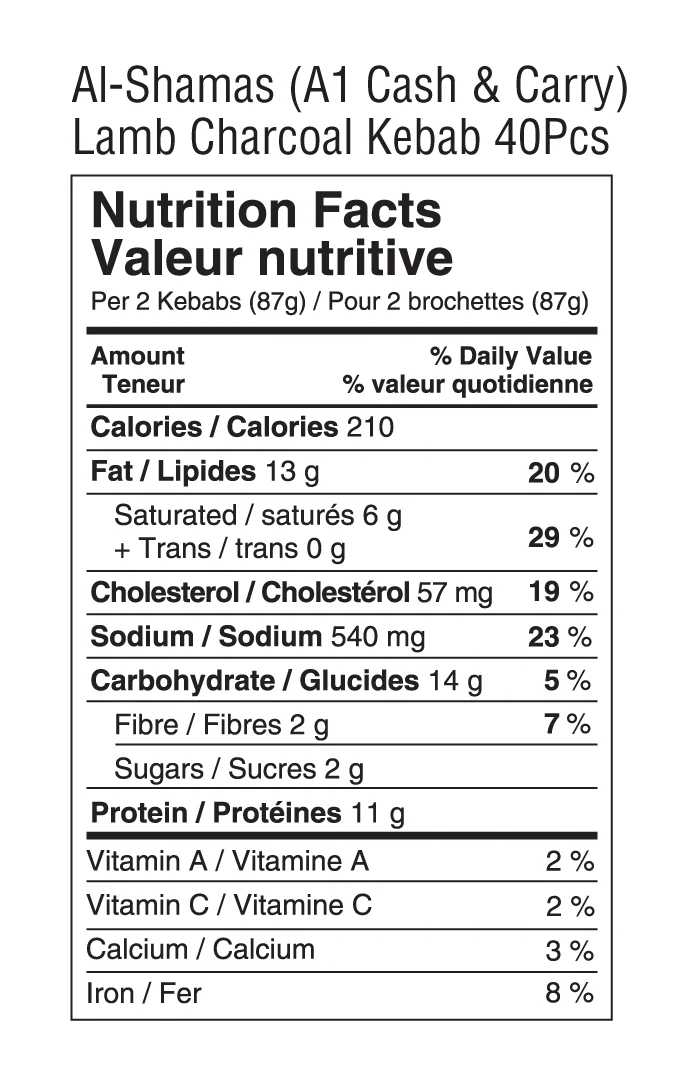 Al-Shamas (A1 Cash & Carry)
Lamb Charcoal Kebab 40Pcs
Nutrition Facts
Valeur nutritive
Per 2 Kebabs (87g) / Pour 2 brochettes (87g)
Amount % Daily Value
Teneur % valeur quotidienne
Calories / Calories 210
Fat / Lipides 13 g 20 %
Saturated / saturés 6 g
+ Trans / trans 0 g 29 %
Cholesterol / Cholestérol 57 mg 19 %
Sodium / Sodium 540 mg 23 %
Carbohydrate / Glucides 14 g 5 %
Fibre / Fibres 2 g 7 %
Sugars / Sucres 2 g
Protein / Protéines 11 g
Vitamin A / Vitamine A 2 %
Vitamin C / Vitamine C 2 %
Calcium / Calcium 3 %
Iron / Fer 8 %